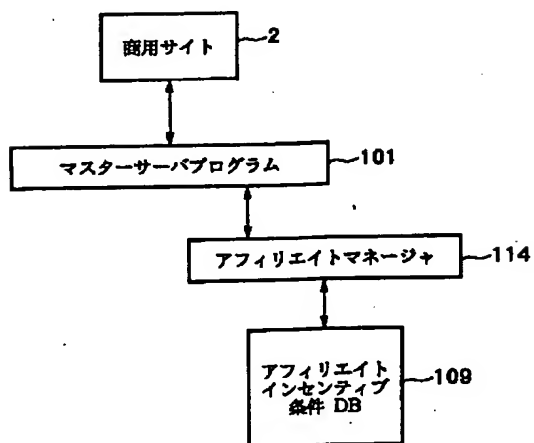 商用サイト
2
マスターサーバプログラム
101
アフィリエイトマネージャ
114
アフィリエイト
インセンティブ
条件 DB
109